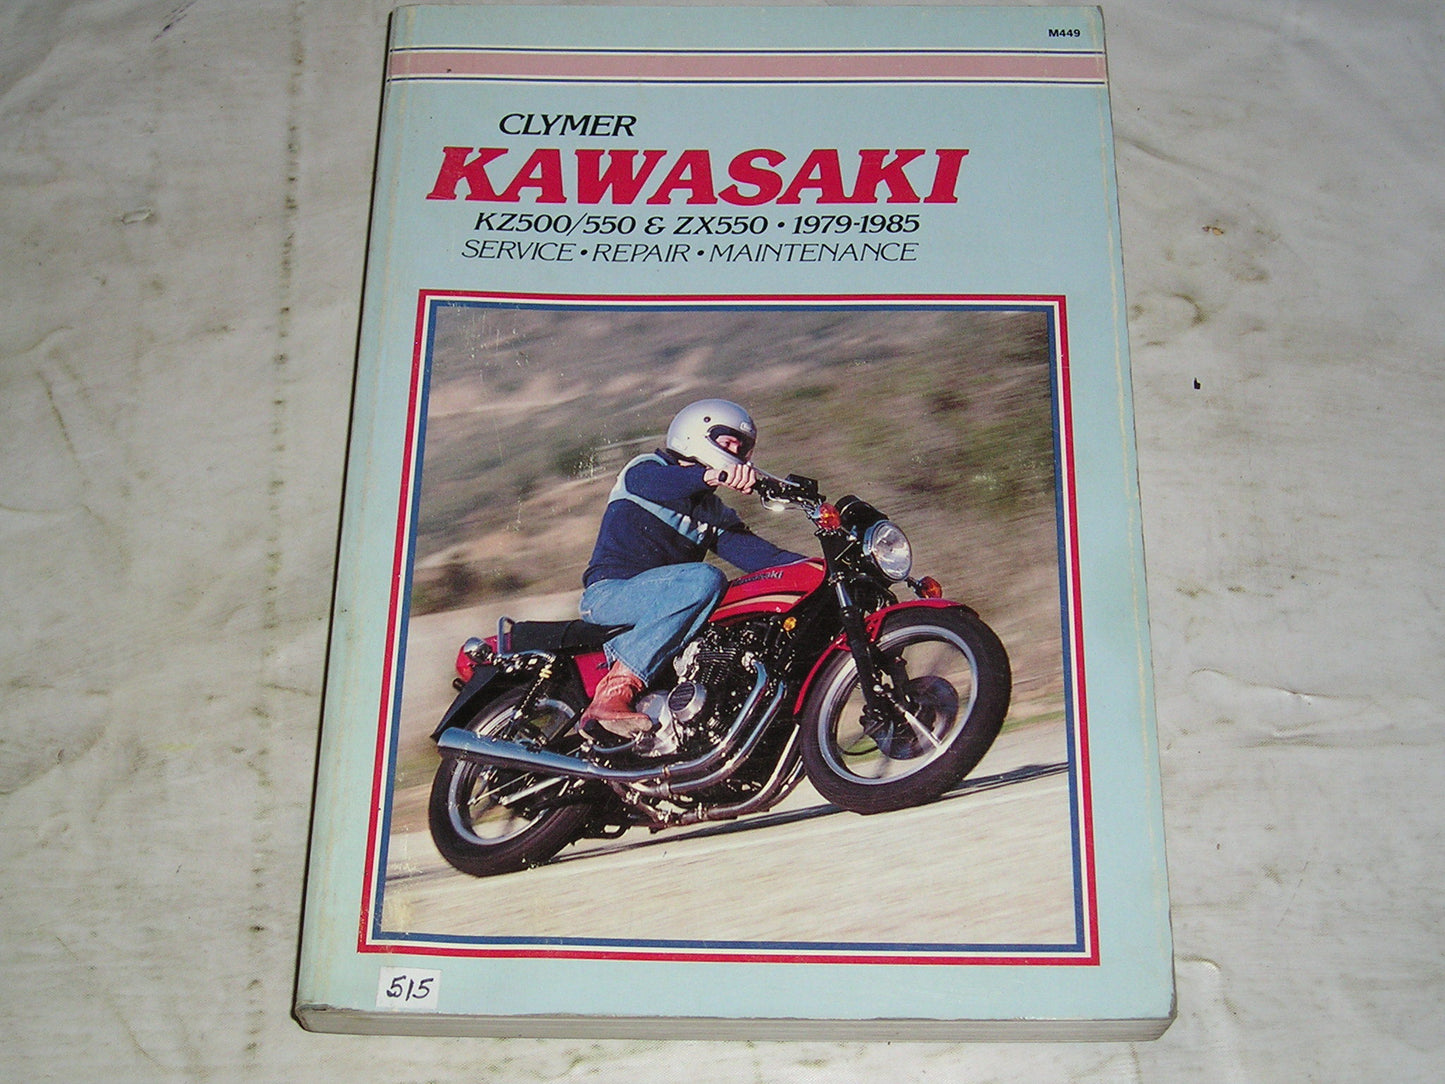 M449
CLYMER
KAWASAKI
KZ500/550 & ZX550 • 1979-1985
SERVICE • REPAIR • MAINTENANCE
Kawasaki
515